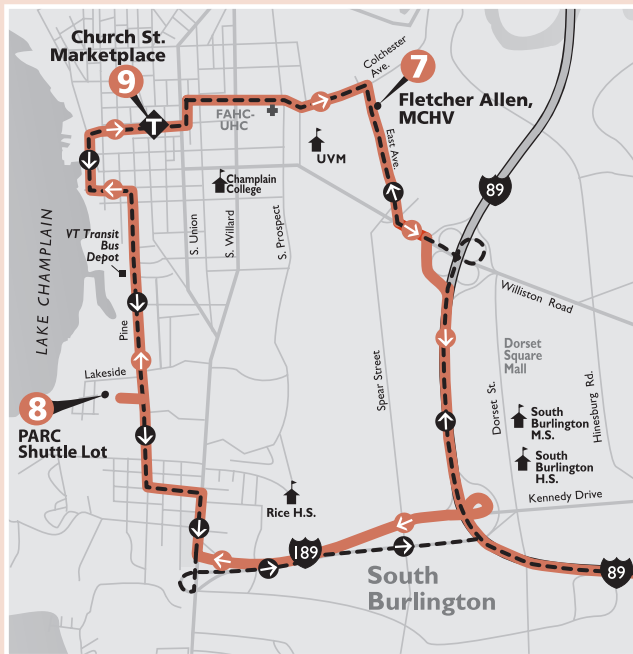 Church St.
Marketplace
9
7
Colchester
Ave.
Fletcher Allen,
MCHV
T
FAHC-
UHC
UVM
East Ave.
Champlain
College
89
VT Transit
Bus
Depot
S. Union
S. Willard
S. Prospect
LAKE CHAMPLAIN
Williston Road
Pine
Dorset
Square
Mall
Lakeside
Spear Street
Dorset St.
Hinesburg Rd.
8
PARC
Shuttle Lot
South
Burlington
M.S.
South
Burlington
H.S.
Rice H.S.
Kennedy Drive
189
South
Burlington
89